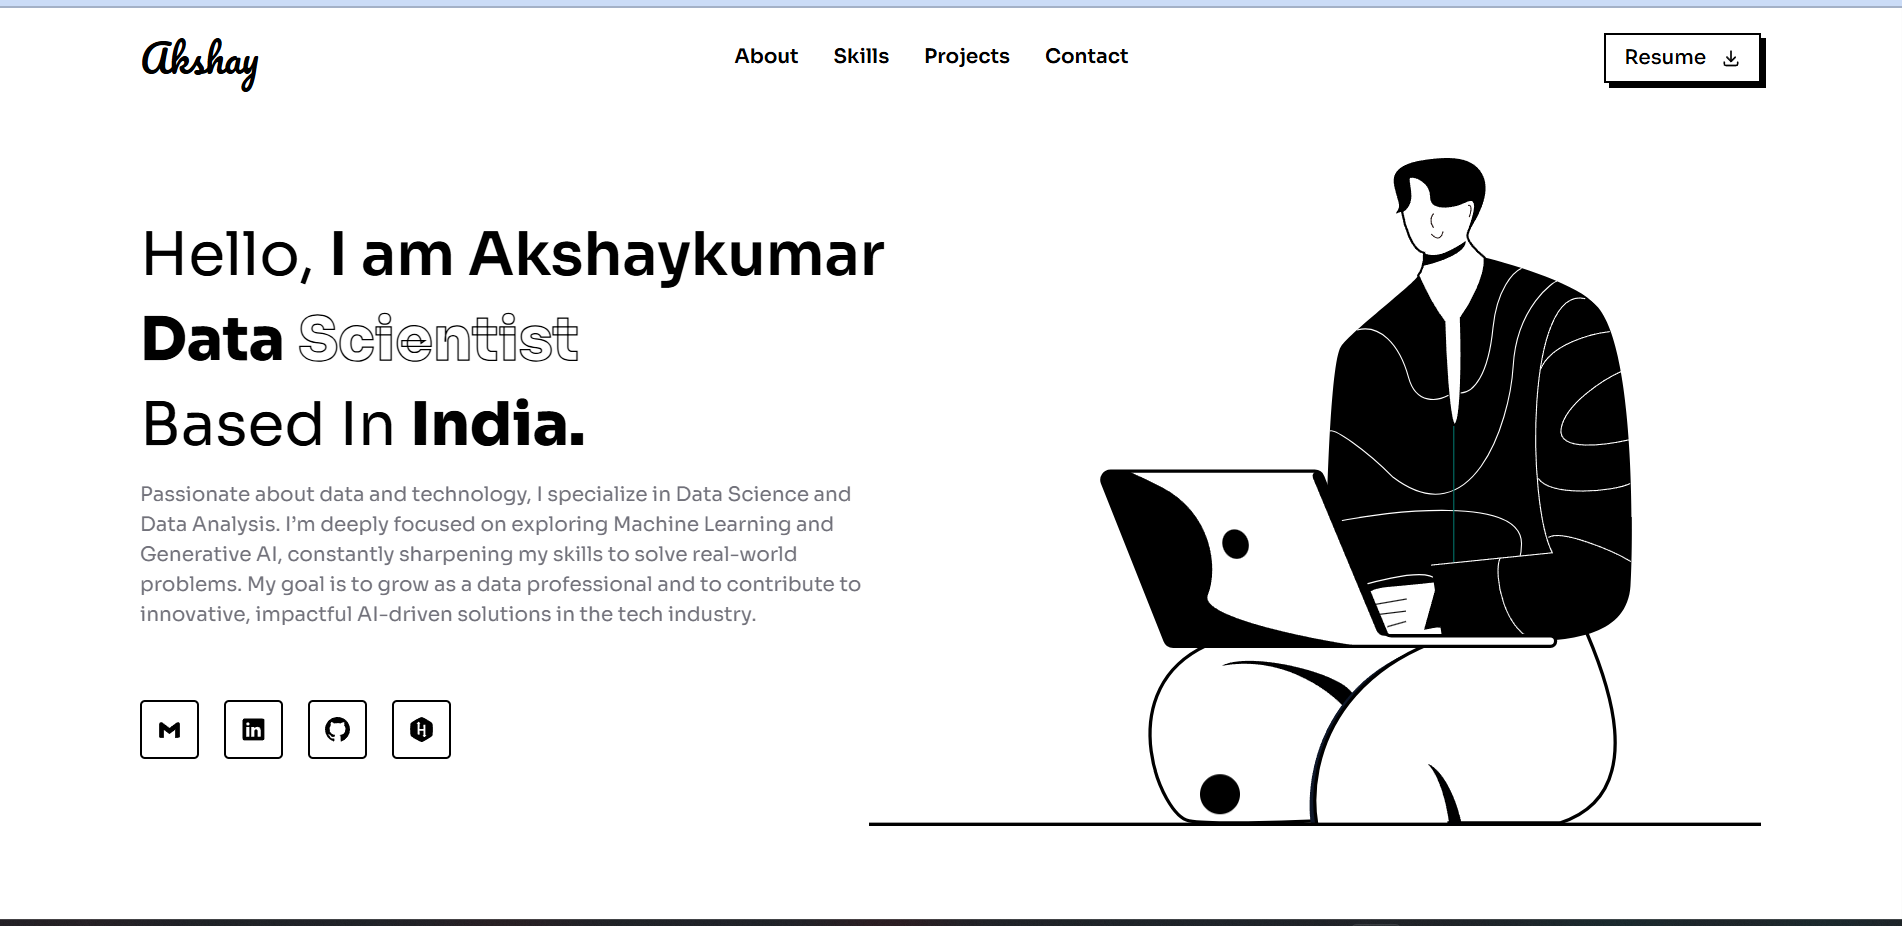 Akshay
About Skills Projects Contact
Resume
Hello, I am Akshaykumar
Data Scientist
Based In India.
Passionate about data and technology, I specialize in Data Science and
Data Analysis. I’m deeply focused on exploring Machine Learning and
Generative AI, constantly sharpening my skills to solve real-world
problems. My goal is to grow as a data professional and to contribute to
innovative, impactful AI-driven solutions in the tech industry.